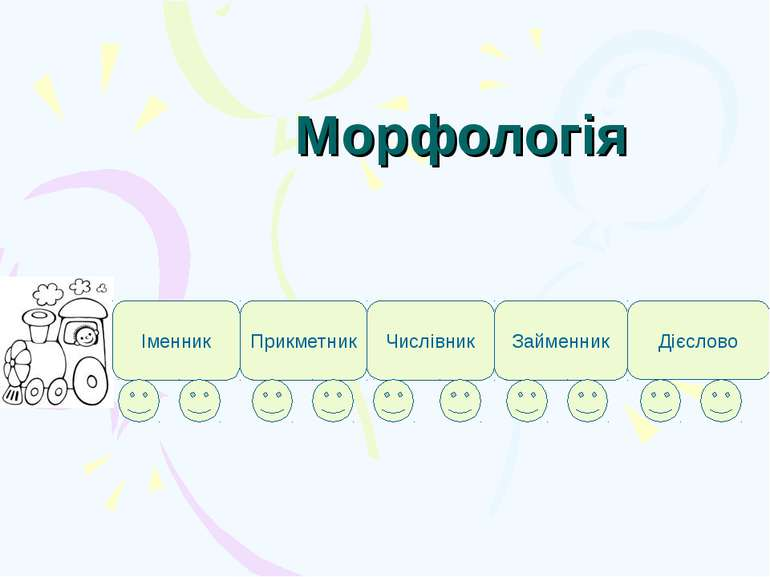 Морфологія
Іменник
Прикметник
Числівник
Займенник
Дієслово